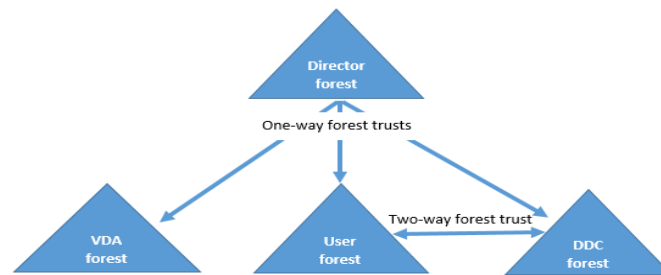 Director
forest
One-way forest trusts
VDA
forest
User
forest
Two-way forest trust
DDC
forest